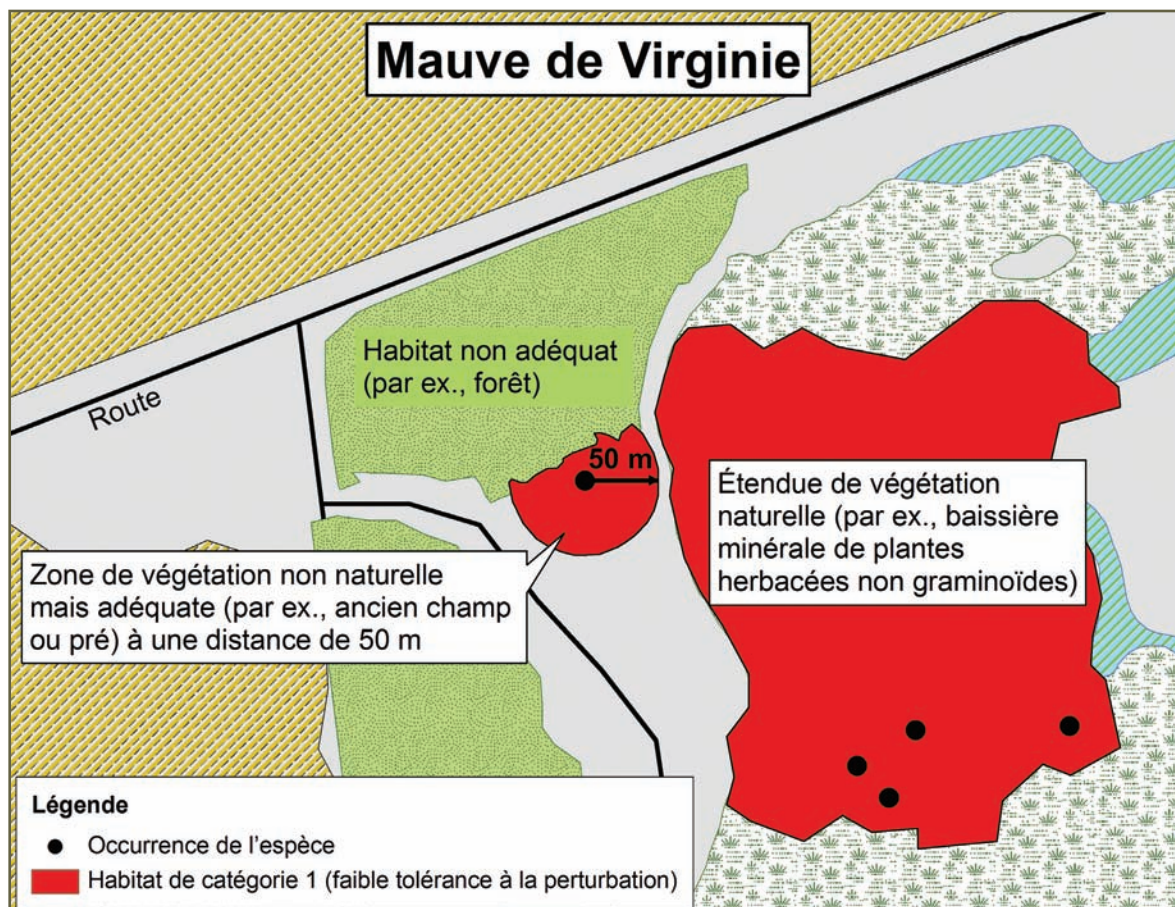 Mauve de Virginie
Habitat non adéquat
(par ex., forêt)
Route
50 m
Étendue de végétation
naturelle (par ex., baissière
minérale de plantes
herbacées non graminoïdes)
Zone de végétation non naturelle
mais adéquate (par ex., ancien champ
ou pré) à une distance de 50 m
Légende
Occurrence de l'espèce
Habitat de catégorie 1 (faible tolérance à la perturbation)